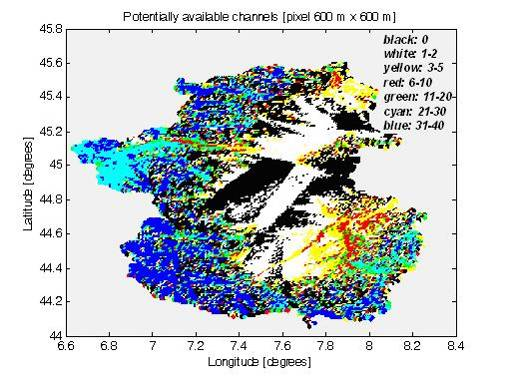 Potentially available channels [pixel 600 m x 600 m]
45.8
45.6
45.4
45.2
45
44.8
44.6
44.4
44.2
44
Latitude [degrees]
black: 0
white: 1-2
yellow: 3-5
red: 6-10
green: 11-20
cyan: 21-30
blue: 31-40
6.6 6.8 7 7.2 7.4 7.6 7.8 8 8.2 8.4
Longitude [degrees]